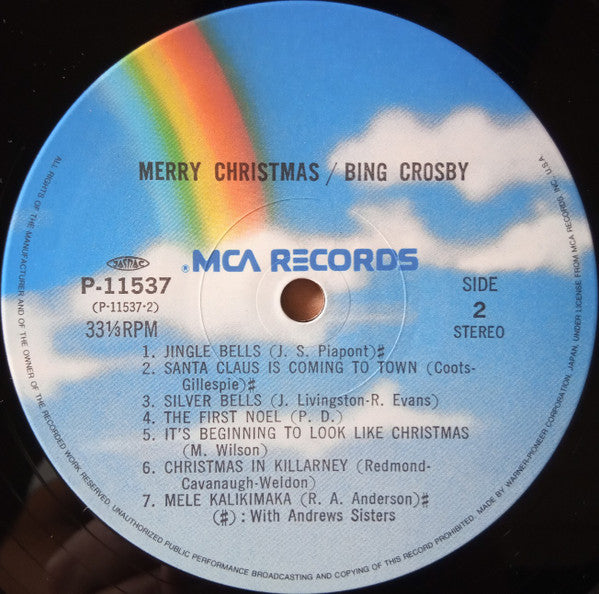 MERRY CHRISTMAS / BING CROSBY
MCA RECORDS®
JASRAC
P-11537
(P-11537-2)
33⅓RPM
SIDE
2
STEREO
1. JINGLE BELLS (J. S. Piapont)♯
2. SANTA CLAUS IS COMING TO TOWN (Coots-
Gillespie)♯
3. SILVER BELLS (J. Livingston-R. Evans)
4. THE FIRST NOEL (P. D.)
5. IT'S BEGINNING TO LOOK LIKE CHRISTMAS
(M. Wilson)
6. CHRISTMAS IN KILLARNEY (Redmond-
Cavanaugh-Weldon)
7. MELE KALIKIMAKA (R. A. Anderson)♯
(♯) : With Andrews Sisters
ALL RIGHTS OF THE MANUFACTURER AND OF THE OWNER OF THE RECORDED WORK RESERVED. UNAUTHORIZED PUBLIC PERFORMANCE BROADCASTING AND COPYING OF THIS RECORD PROHIBITED. MADE BY WARNER-PIONEER CORPORATION, JAPAN, UNDER LICENSE FROM MCA RECORDS, INC. U.S.A.